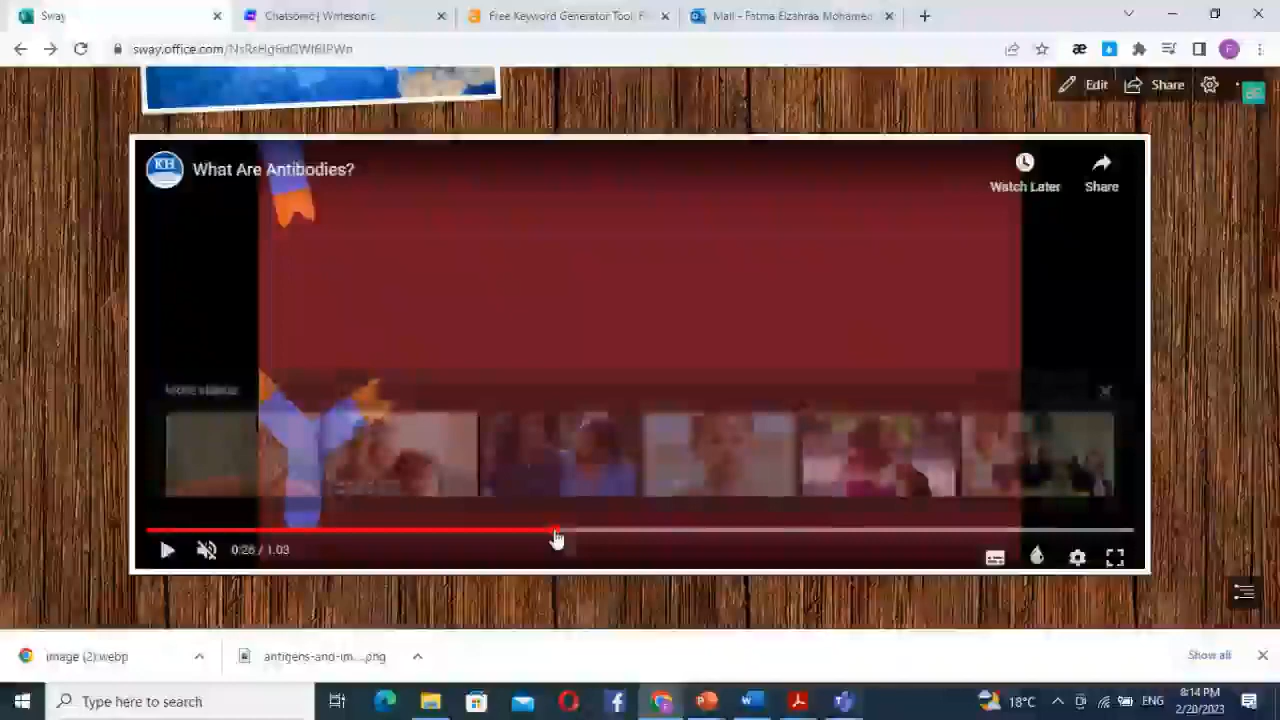 Sway
Chatsonic | Writesonic
Free Keyword Generator Tool: Fi
Mail - Fatma Elzahraa Mohamed
sway.office.com
Edit
Share
KH
What Are Antibodies?
Watch Later
Share
0:26 / 1:03
image (2).webp
antigens-and-im....png
Show all
Type here to search
18°C
ENG
8:14 PM
2/20/2023